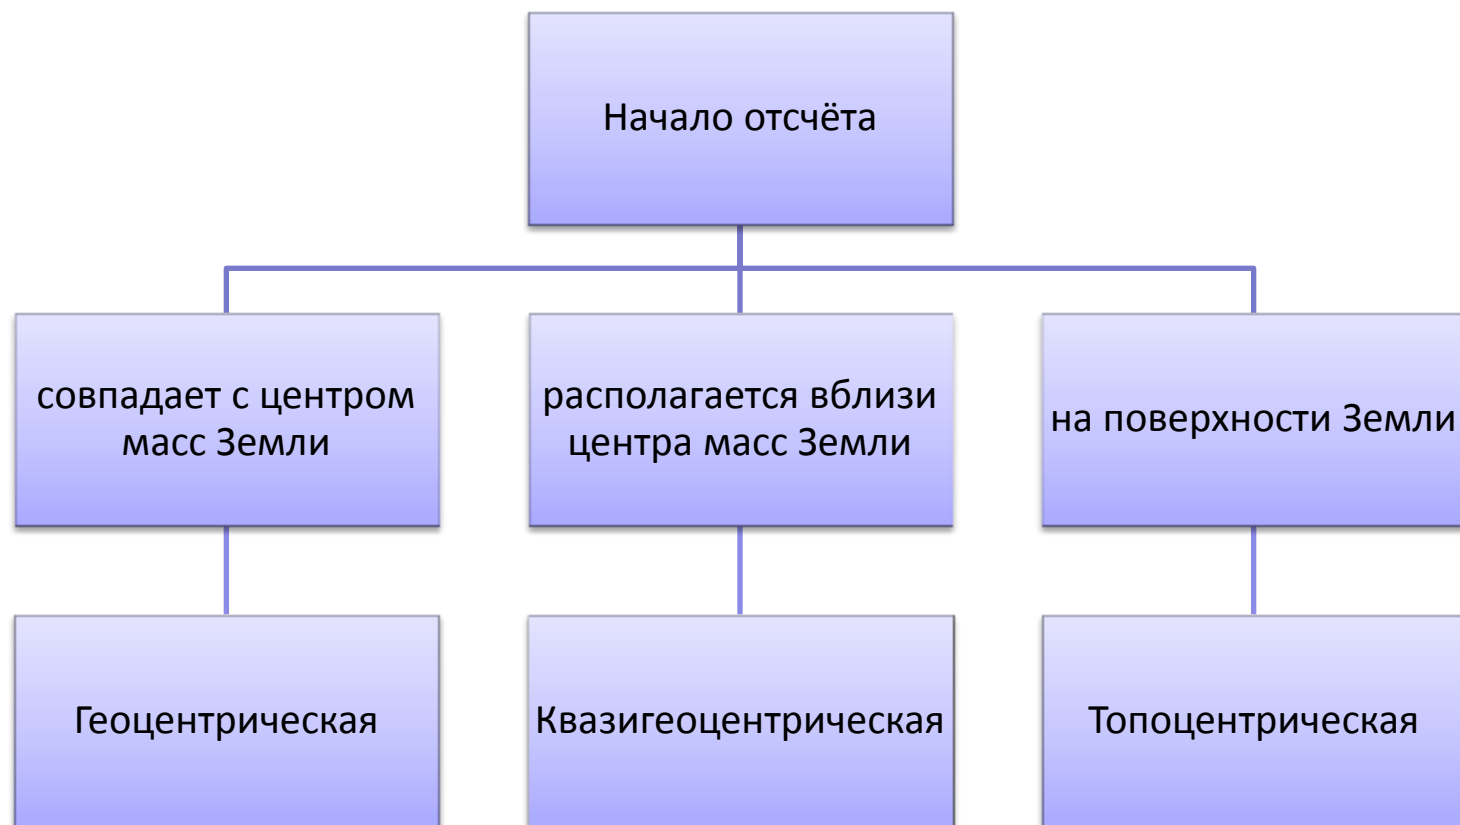 Начало отсчёта
совпадает с центром
масс Земли
располагается вблизи
центра масс Земли
на поверхности Земли
Геоцентрическая
Квазигеоцентрическая
Топоцентрическая